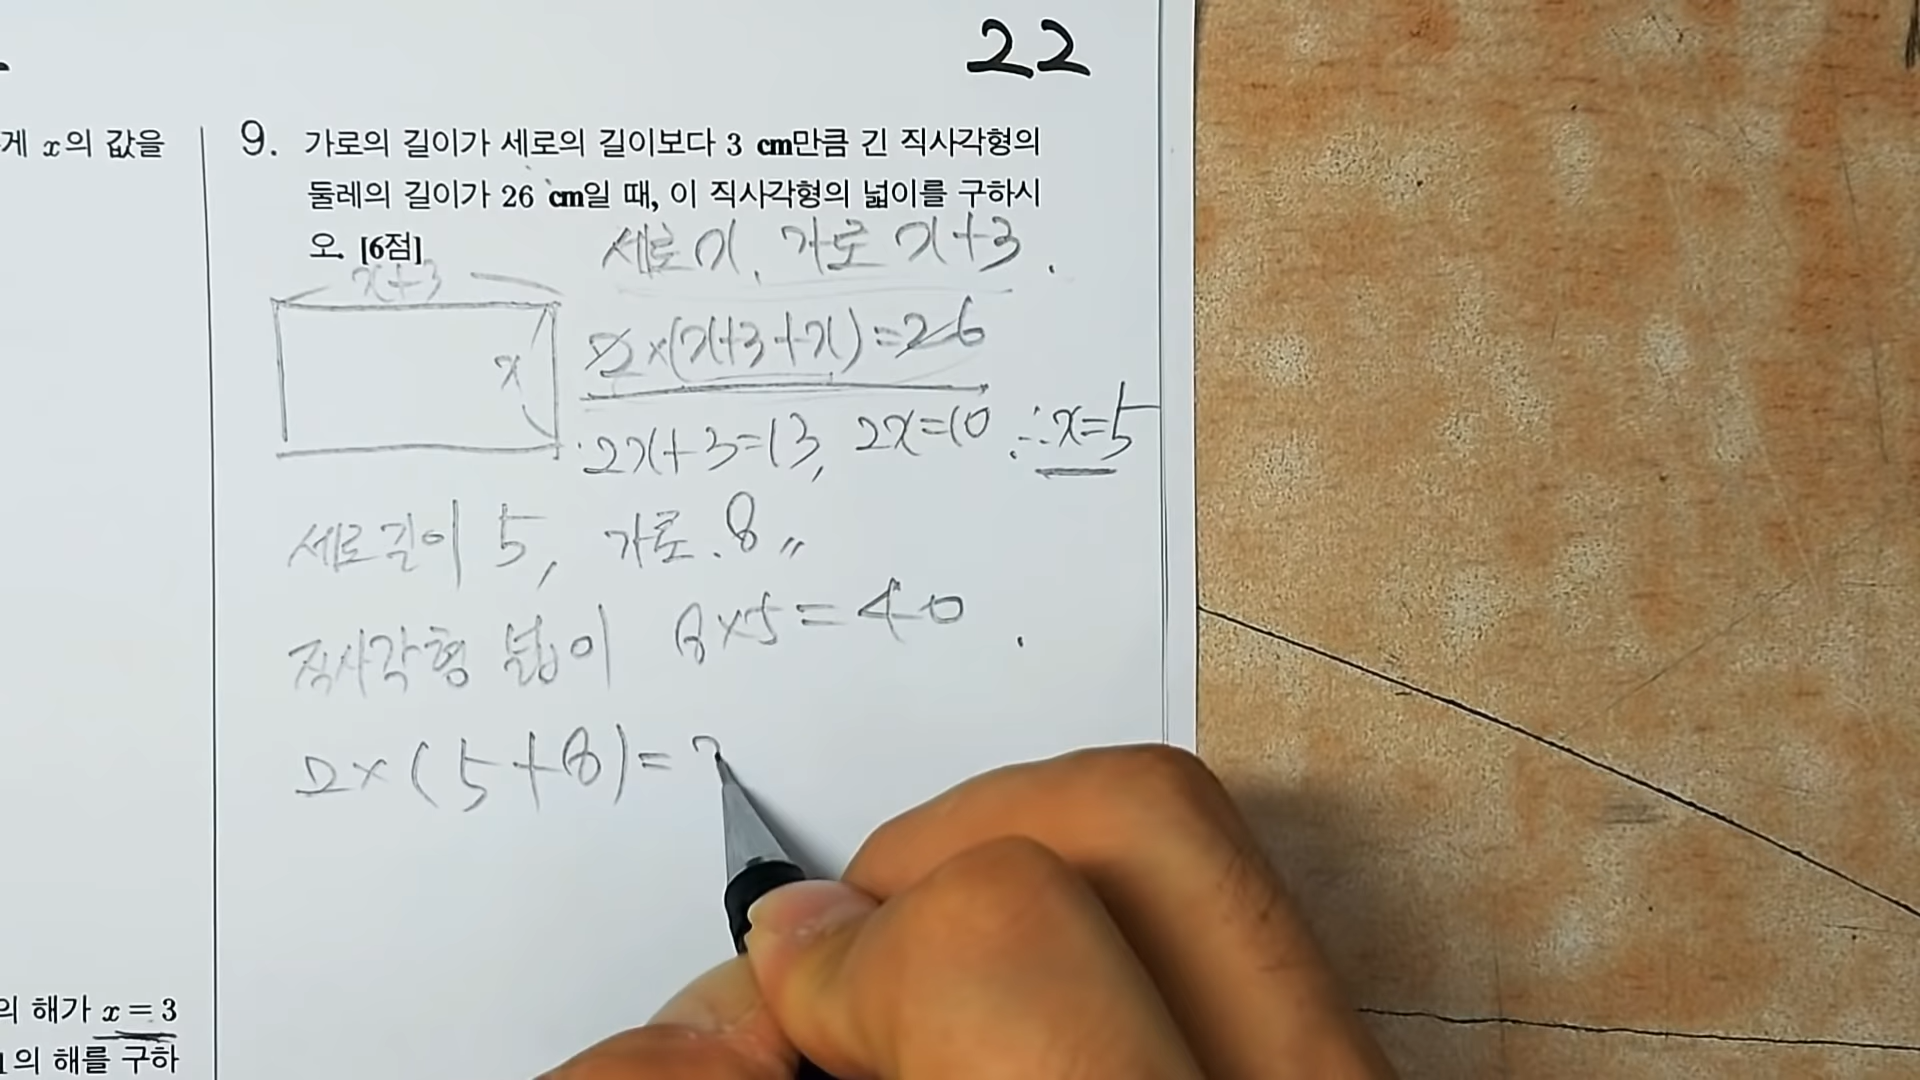 22
게 x의 값을
의 해가 x = 3
1의 해를 구하
9. 가로의 길이가 세로의 길이보다 3 cm만큼 긴 직사각형의
둘레의 길이가 26 cm일 때, 이 직사각형의 넓이를 구하시
오. [6점]
세로 x, 가로 x+3.
x+3
x
2×(x+3+x)=26
2x+3=13, 2x=10 ∴x=5
세로길이 5, 가로. 8〃
직사각형 넓이 8×5=40.
2×(5+8)=2